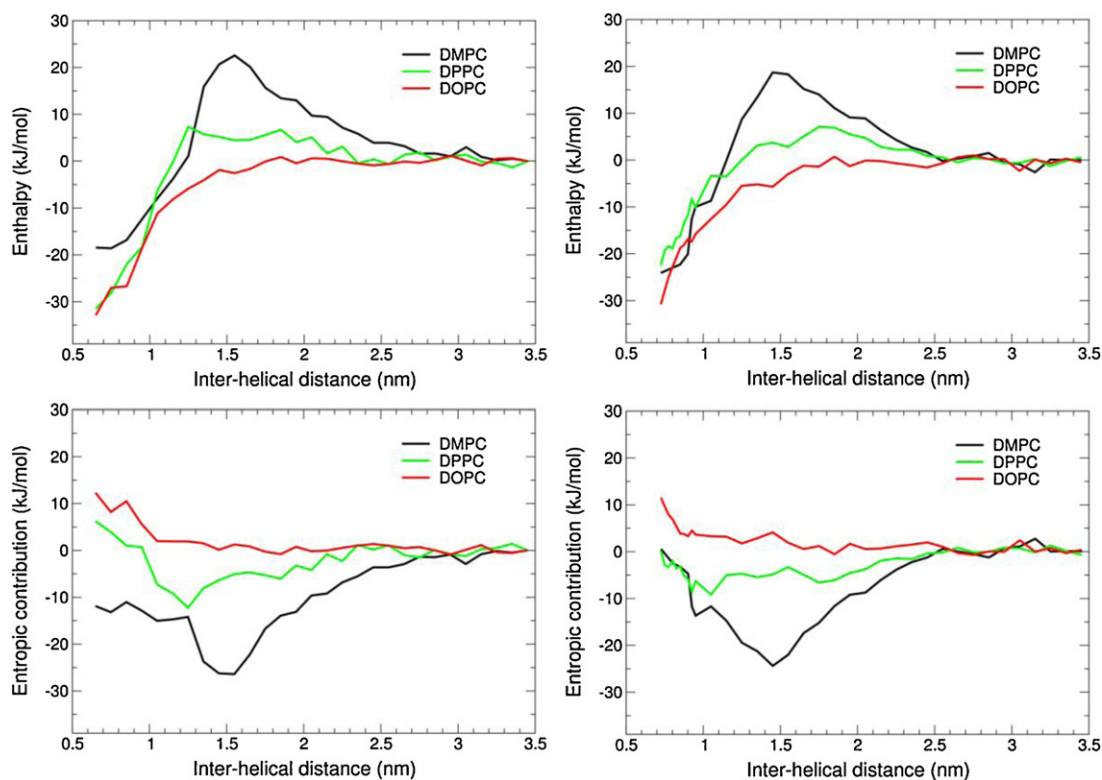 30
20
10
0
-10
-20
-30
Enthalpy (kJ/mol)
DMPC
DPPC
DOPC
0.5 1 1.5 2 2.5 3 3.5
Inter-helical distance (nm)
30
20
10
0
-10
-20
-30
Enthalpy (kJ/mol)
DMPC
DPPC
DOPC
0.5 1 1.5 2 2.5 3 3.5
Inter-helical distance (nm)
30
20
10
0
-10
-20
-30
Entropic contribution (kJ/mol)
DMPC
DPPC
DOPC
0.5 1 1.5 2 2.5 3 3.5
Inter-helical distance (nm)
30
20
10
0
-10
-20
-30
Entropic contribution (kJ/mol)
DMPC
DPPC
DOPC
0.5 1 1.5 2 2.5 3 3.5
Inter-helical distance (nm)